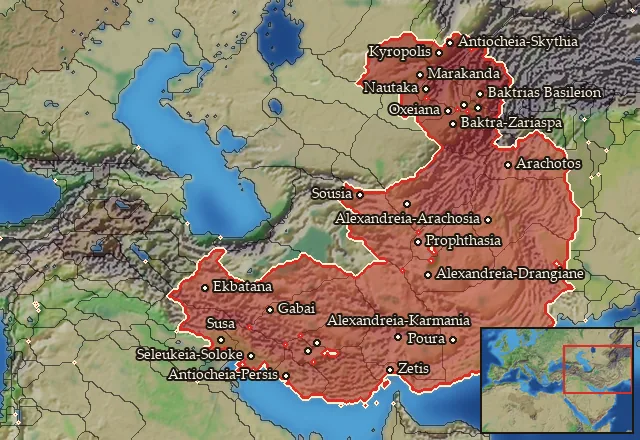 Antiocheia-Skythia
Kyropolis
Marakanda
Nautaka
Baktrias Basileion
Oxeiana
Baktra-Zariaspa
Arachotos
Sousia
Alexandreia-Arachosia
Prophthasia
Alexandreia-Drangiane
Ekbatana
Gabai
Susa
Alexandreia-Karmania
Poura
Seleukeia-Soloke
Antiocheia-Persis
Zetis